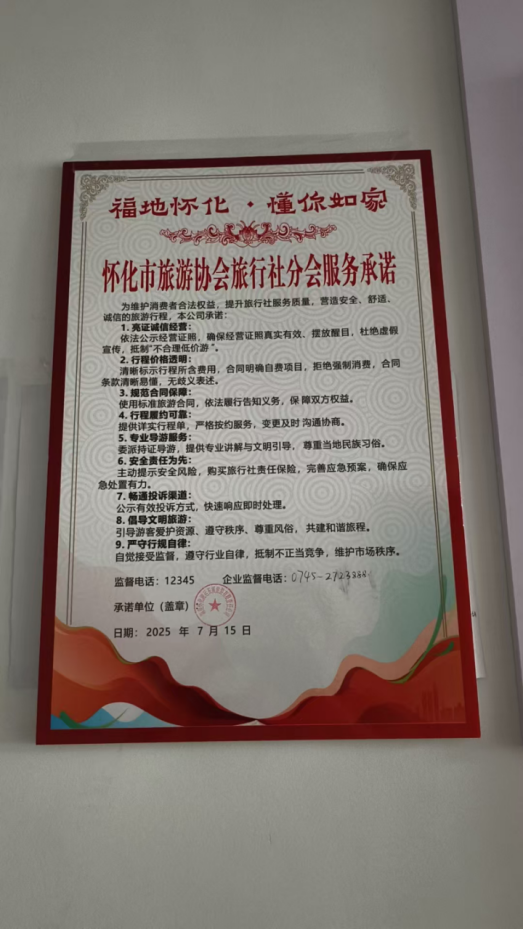 福地怀化·懂你如家
怀化市旅游协会旅行社分会服务承诺
为维护消费者合法权益，提升旅行社服务质量，营造安全、舒适、
诚信的旅游行程，本公司承诺：
1. 亮证诚信经营：
依法公示经营证照，确保经营证照真实有效、摆放醒目，杜绝虚假
宣传，抵制"不合理低价游"。
2. 行程价格透明：
清晰标示行程所含费用，合同明确自费项目，拒绝强制消费，合同
条款清晰易懂，无歧义表述。
3. 规范合同保障：
使用标准旅游合同，依法履行告知义务，保障双方权益。
4. 行程履约可靠：
提供详实行程单，严格按约服务，变更及时沟通协商。
5. 专业导游服务：
委派持证导游，提供专业讲解与文明引导，尊重当地民族习俗。
6. 安全责任为先：
主动提示安全风险，购买旅行社责任保险，完善应急预案，确保应
急处置有力。
7. 畅通投诉渠道：
公示有效投诉方式，快速响应即时处理。
8. 倡导文明旅游：
引导游客爱护资源、遵守秩序、尊重风俗，共建和谐旅程。
9. 严守行规自律：
自觉接受监督，遵守行业自律，抵制不正当竞争，维护市场秩序。
监督电话：12345 企业监督电话：0745-2723388
承诺单位（盖章）
日期：2025 年 7 月 15 日